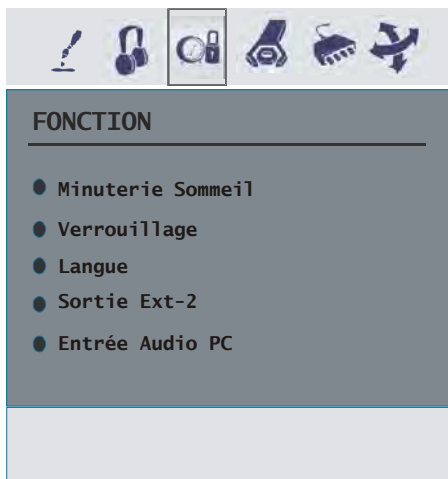 FONCTION
Minuterie Sommeil
Verrouillage
Langue
Sortie Ext-2
Entrée Audio PC